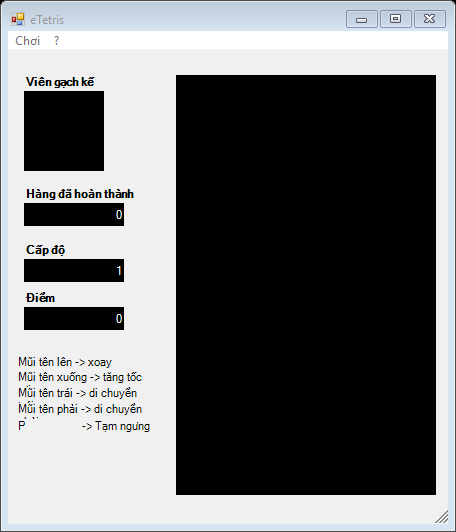 eTetris
Chơi ?
Viên gạch kế
Hàng đã hoàn thành
0
Cấp độ
1
Điểm
0
Mũi tên lên -> xoay
Mũi tên xuống -> tăng tốc
Mũi tên trái -> di chuyển
Mũi tên phải -> di chuyển
P -> Tạm ngưng